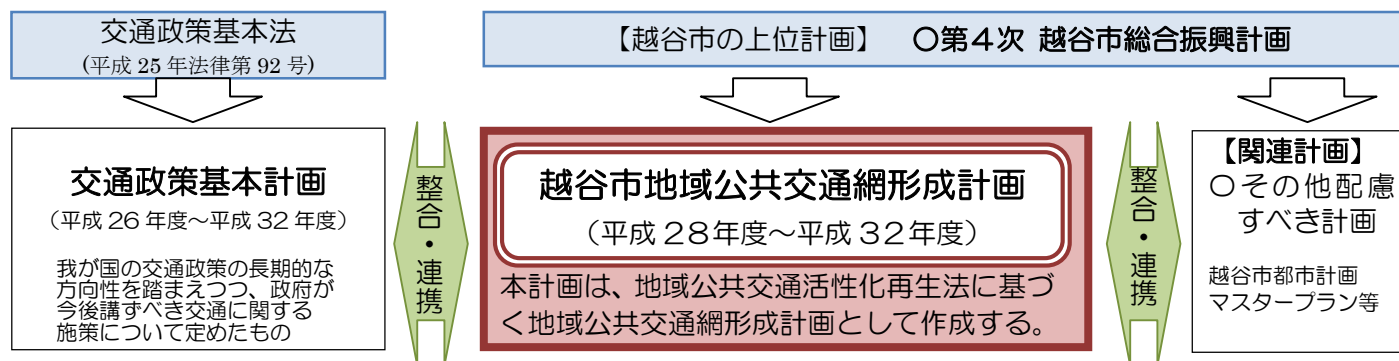 交通政策基本法
(平成 25 年法律第 92 号)
【越谷市の上位計画】 〇第4次 越谷市総合振興計画
交通政策基本計画
（平成 26 年度～平成 32 年度）
我が国の交通政策の長期的な
方向性を踏まえつつ、政府が
今後講ずべき交通に関する
施策について定めたもの
整合・連携
越谷市地域公共交通網形成計画
（平成 28年度～平成 32年度）
本計画は、地域公共交通活性化再生法に基づ
く地域公共交通網形成計画として作成する。
整合・連携
【関連計画】
〇その他配慮
すべき計画
越谷市都市計画
マスタープラン等